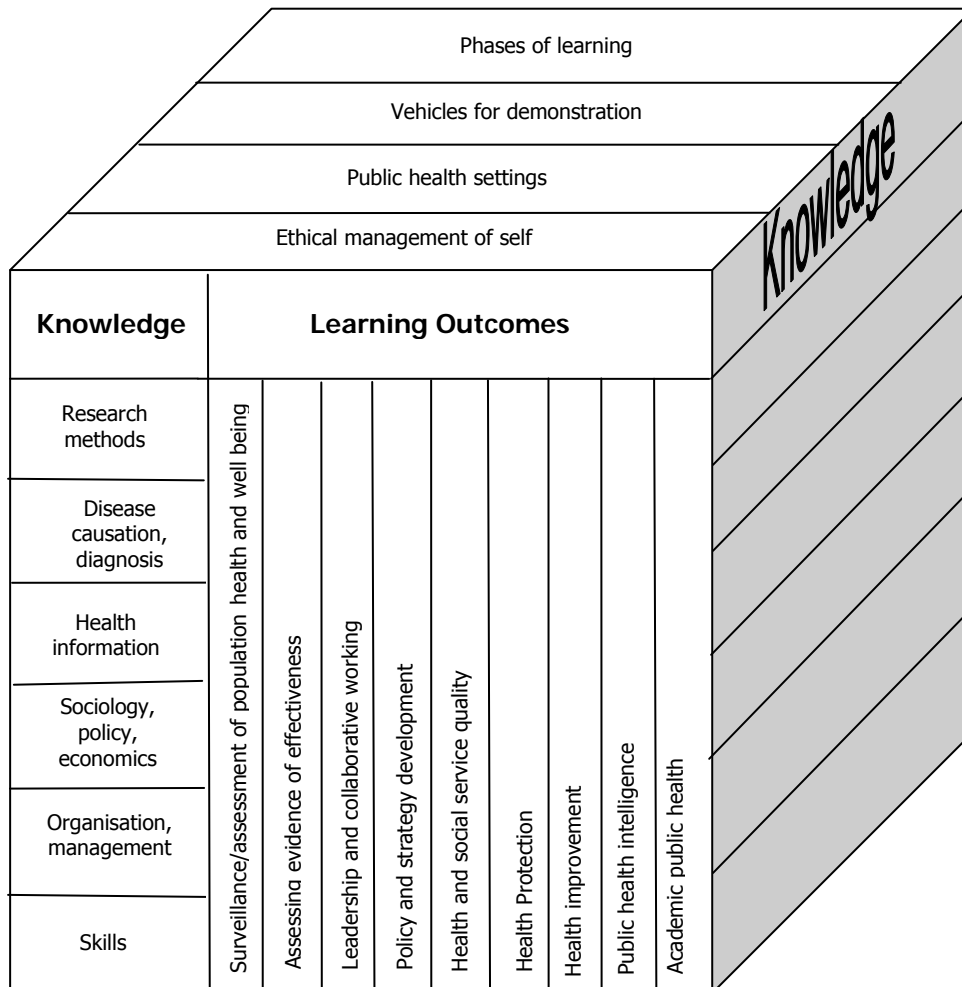 Phases of learning
Vehicles for demonstration
Public health settings
Ethical management of self
Knowledge
Knowledge
Learning Outcomes
Research
methods
Disease
causation,
diagnosis
Health
information
Sociology,
policy,
economics
Organisation,
management
Skills
Surveillance/assessment of population health and well being
Assessing evidence of effectiveness
Leadership and collaborative working
Policy and strategy development
Health and social service quality
Health Protection
Health improvement
Public health intelligence
Academic public health